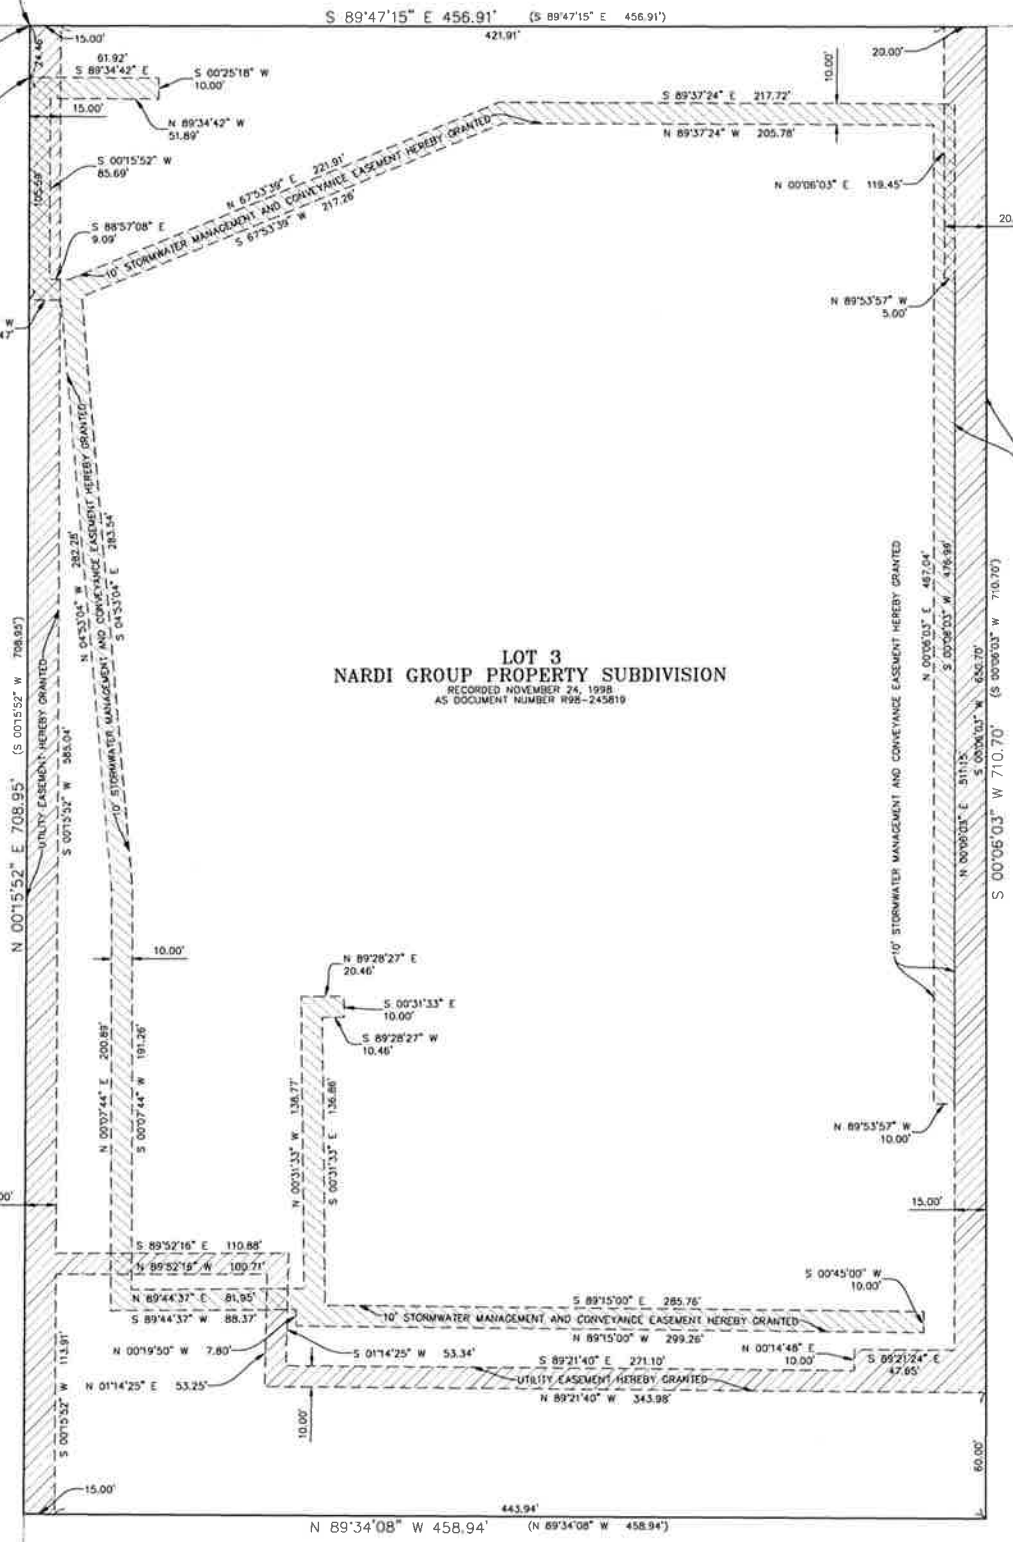 S 89°47'15" E 456.91' (S 89°47'15" E 456.91')
15.00'
421.91'
20.00'
24.46'
61.92'
S 89°34'42" E
S 00°25'18" W
10.00'
10.00'
S 89°37'24" E 217.72'
15.00'
N 89°34'42" W
51.89'
N 89°37'24" W 205.78'
S 00°15'52" W
85.69'
105.59'
N 67°53'39" E 221.91'
10' STORMWATER MANAGEMENT AND CONVEYANCE EASEMENT HEREBY GRANTED
S 67°53'39" W 217.26'
N 00°06'03" E 119.45'
20.
S 88°57'08" E
9.09'
N 89°53'57" W
5.00'
W
47'
N 04°53'04" W 282.28'
10' STORMWATER MANAGEMENT AND CONVEYANCE EASEMENT HEREBY GRANTED
S 04°53'04" E 283.54'
N 00°15'52" E 708.95' (S 00°15'52" W 708.95')
UTILITY EASEMENT HEREBY GRANTED
S 00°15'52" W 585.04'
LOT 3
NARDI GROUP PROPERTY SUBDIVISION
RECORDED NOVEMBER 24, 1998
AS DOCUMENT NUMBER R98-245819
10' STORMWATER MANAGEMENT AND CONVEYANCE EASEMENT HEREBY GRANTED
N 00°06'03" E 467.04'
S 00°06'03" W 476.99'
N 00°06'03" E 511.15'
S 00°06'03" W 650.70'
S 00°06'03" W 710.70' (S 00°06'03" W 710.70')
10.00'
N 89°28'27" E
20.46'
S 00°31'33" E
10.00'
S 89°28'27" W
10.46'
N 00°07'44" E 200.89'
S 00°07'44" W 191.26'
N 00°31'33" W 138.77'
S 00°31'33" E 136.86'
N 89°53'57" W
10.00'
00'
15.00'
S 89°52'16" E 110.88'
N 89°52'16" W 100.71'
N 89°44'37" E 81.95'
S 89°44'37" W 88.37'
S 00°45'00" W
10.00'
S 89°15'00" E 285.76'
10' STORMWATER MANAGEMENT AND CONVEYANCE EASEMENT HEREBY GRANTED
N 89°15'00" W 299.26'
N 00°19'50" W 7.80'
S 01°14'25" W 53.34'
N 00°14'48" E
10.00'
S 89°21'40" E 271.10'
S 89°21'24" E
47.65'
N 01°14'25" E 53.25'
UTILITY EASEMENT HEREBY GRANTED
N 89°21'40" W 343.98'
S 00°15'52" W 113.91'
10.00'
60.00'
15.00'
443.94'
N 89°34'08" W 458.94' (N 89°34'08" W 458.94')